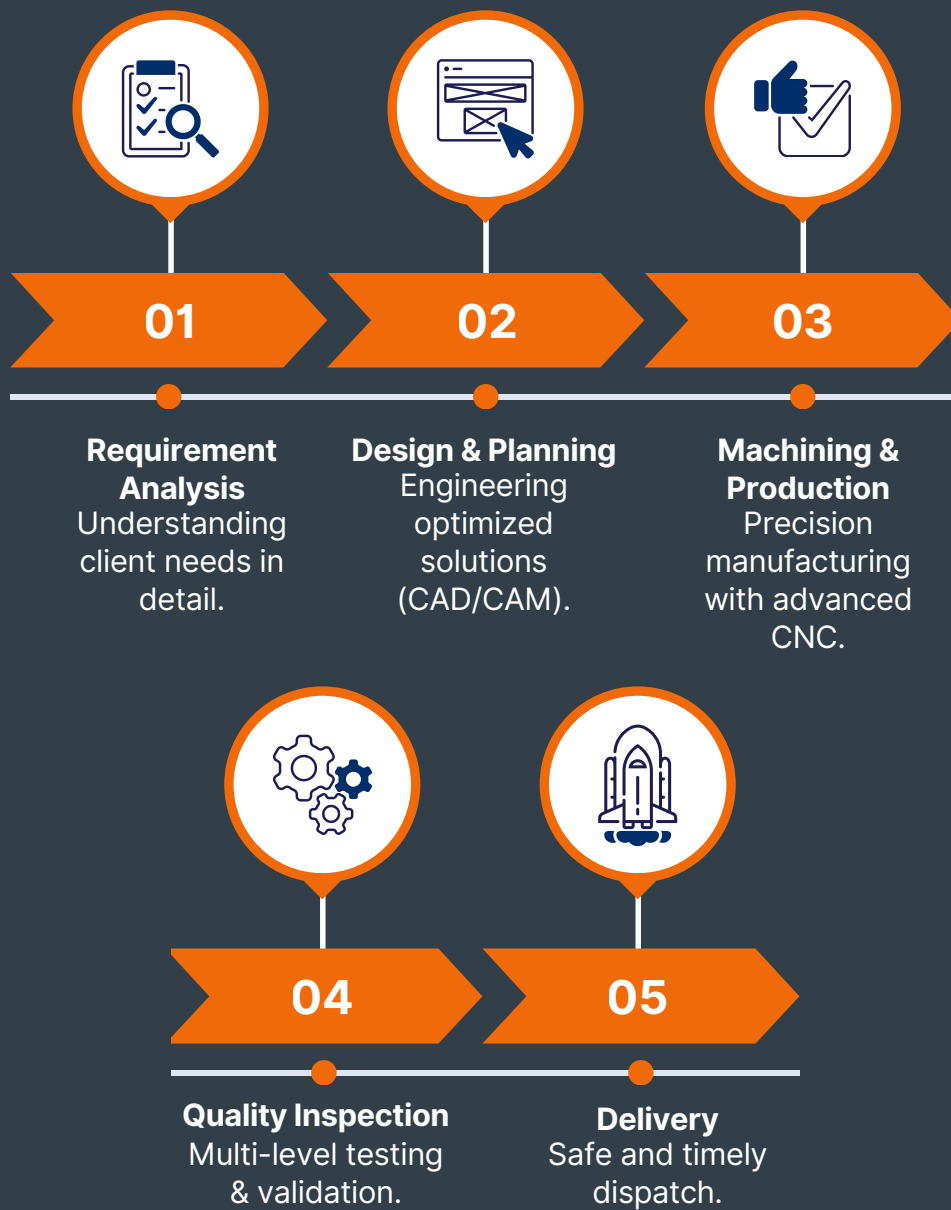 01
02
03
Requirement
Analysis
Understanding
client needs in
detail.
Design & Planning
Engineering
optimized
solutions
(CAD/CAM).
Machining &
Production
Precision
manufacturing
with advanced
CNC.
04
05
Quality Inspection
Multi-level testing
& validation.
Delivery
Safe and timely
dispatch.